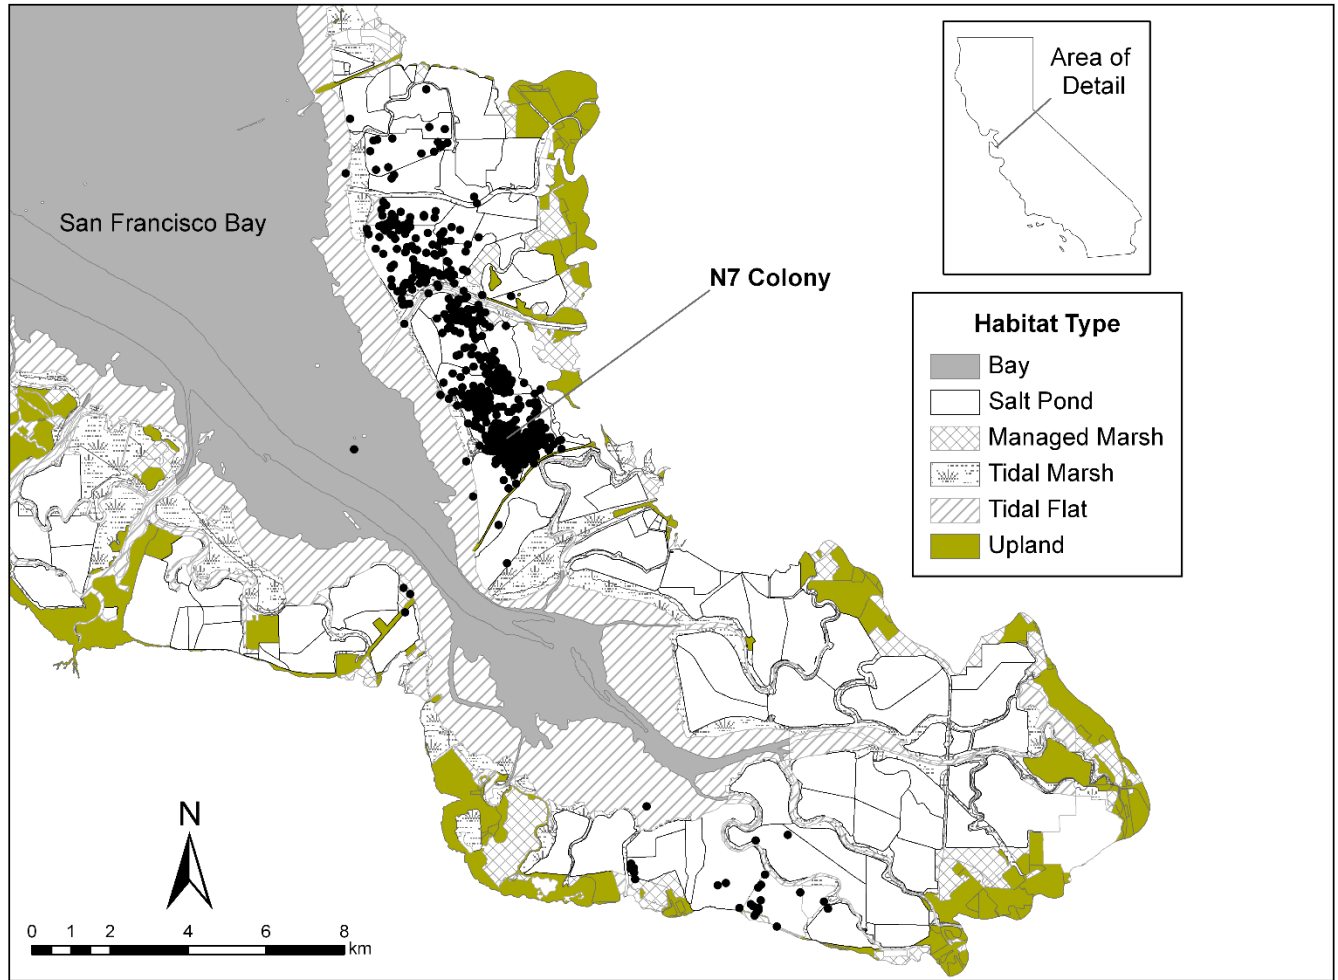 Area of
Detail
San Francisco Bay
N7 Colony
Habitat Type
Bay
Salt Pond
Managed Marsh
Tidal Marsh
Tidal Flat
Upland
N
0 1 2 4 6 8
km